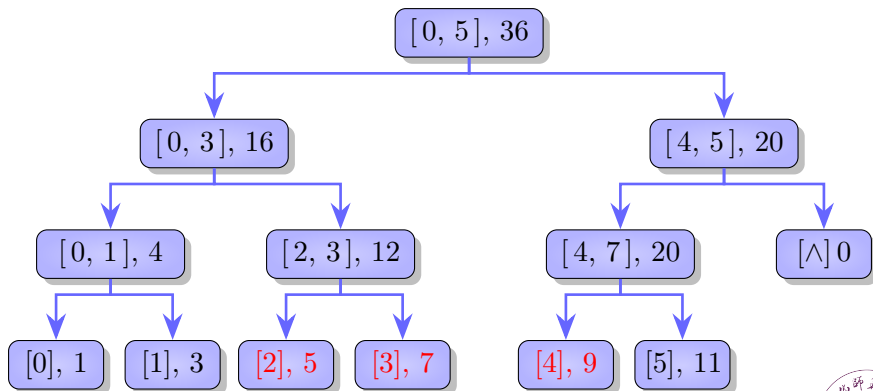 [0, 5], 36
[0, 3], 16
[4, 5], 20
[0, 1], 4
[2, 3], 12
[4, 7], 20
[∧] 0
[0], 1
[1], 3
[2], 5
[3], 7
[4], 9
[5], 11